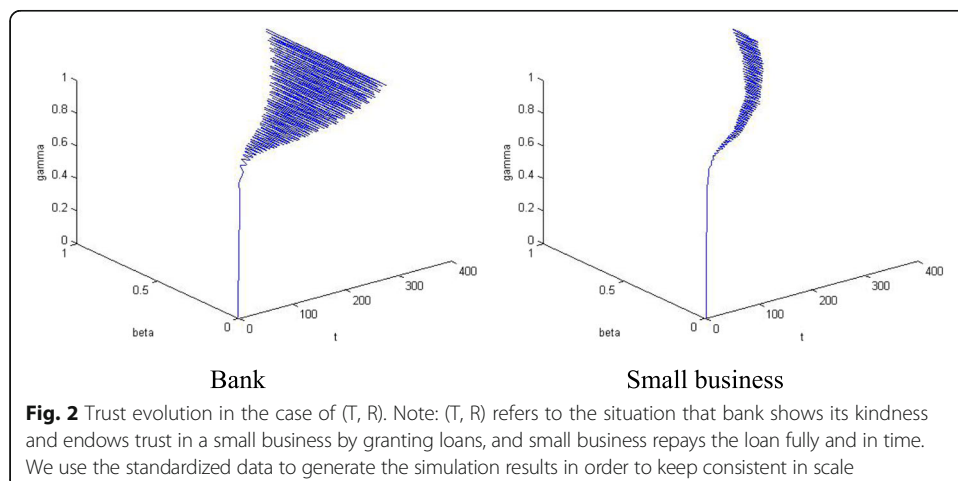 1
0.8
0.6
0.4
0.2
0
1
0.5
0
gamma
beta
0
100
200
300
400
t
Bank
1
0.8
0.6
0.4
0.2
0
1
0.5
0
gamma
beta
0
100
200
300
400
t
Small business
Fig. 2 Trust evolution in the case of (T, R). Note: (T, R) refers to the situation that bank shows its kindness
and endows trust in a small business by granting loans, and small business repays the loan fully and in time.
We use the standardized data to generate the simulation results in order to keep consistent in scale